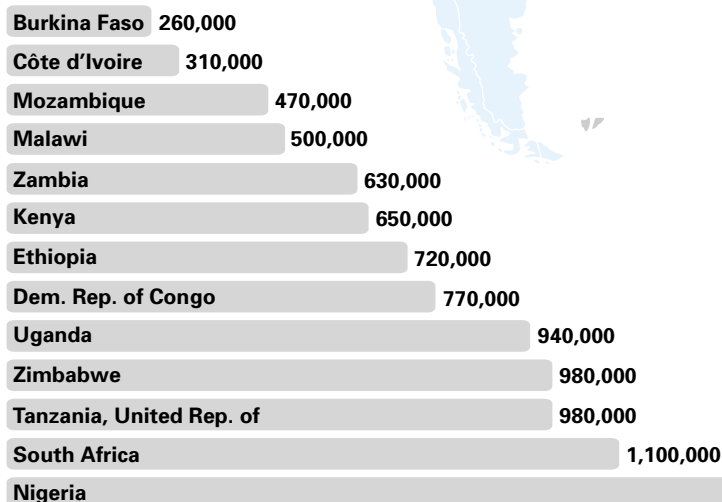 Burkina Faso 260,000
Côte d’Ivoire 310,000
Mozambique 470,000
Malawi 500,000
Zambia 630,000
Kenya 650,000
Ethiopia 720,000
Dem. Rep. of Congo 770,000
Uganda 940,000
Zimbabwe 980,000
Tanzania, United Rep. of 980,000
South Africa 1,100,000
Nigeria